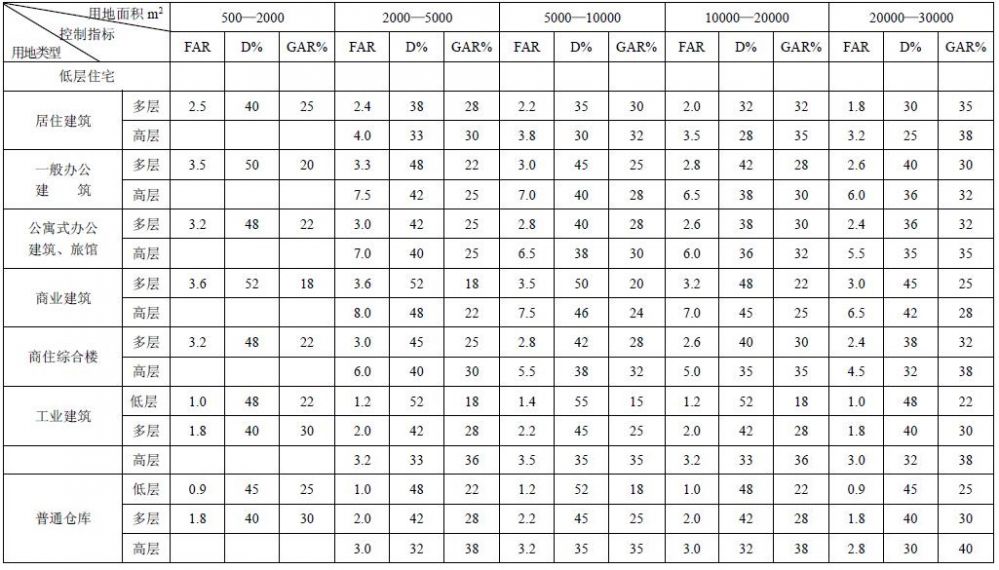 用地面积 m²
控制指标
用地类型
500—2000 2000—5000 5000—10000 10000—20000 20000—30000
FAR D% GAR% FAR D% GAR% FAR D% GAR% FAR D% GAR% FAR D% GAR%
低层住宅
居住建筑
多层 2.5 40 25 2.4 38 28 2.2 35 30 2.0 32 32 1.8 30 35
高层 4.0 33 30 3.8 30 32 3.5 28 35 3.2 25 38
一般办公
建 筑
多层 3.5 50 20 3.3 48 22 3.0 45 25 2.8 42 28 2.6 40 30
高层 7.5 42 25 7.0 40 28 6.5 38 30 6.0 36 32
公寓式办公
建筑、旅馆
多层 3.2 48 22 3.0 42 25 2.8 40 28 2.6 38 30 2.4 36 32
高层 7.0 40 25 6.5 38 30 6.0 36 32 5.5 35 35
商业建筑
多层 3.6 52 18 3.6 52 18 3.5 50 20 3.2 48 22 3.0 45 25
高层 8.0 48 22 7.5 46 24 7.0 45 25 6.5 42 28
商住综合楼
多层 3.2 48 22 3.0 45 25 2.8 42 28 2.6 40 30 2.4 38 32
高层 6.0 40 30 5.5 38 32 5.0 35 35 4.5 32 38
工业建筑
低层 1.0 48 22 1.2 52 18 1.4 55 15 1.2 52 18 1.0 48 22
多层 1.8 40 30 2.0 42 28 2.2 45 25 2.0 42 28 1.8 40 30
高层 3.2 33 36 3.5 35 35 3.2 33 36 3.0 32 38
普通仓库
低层 0.9 45 25 1.0 48 22 1.2 52 18 1.0 48 22 0.9 45 25
多层 1.8 40 30 2.0 42 28 2.2 45 25 2.0 42 28 1.8 40 30
高层 3.0 32 38 3.2 35 35 3.0 32 38 2.8 30 40